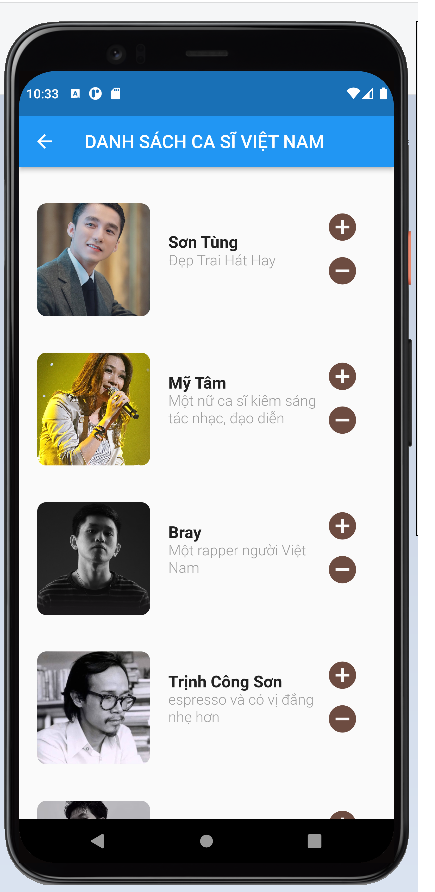 10:33
DANH SÁCH CA SĨ VIỆT NAM
Sơn Tùng
Dẹp Trai Hát Hay
Mỹ Tâm
Một nữ ca sĩ kiêm sáng
tác nhạc, dạo diễn
Bray
Một rapper người Việt
Nam
Trịnh Công Sơn
espresso và có vị đắng
nhẹ hơn